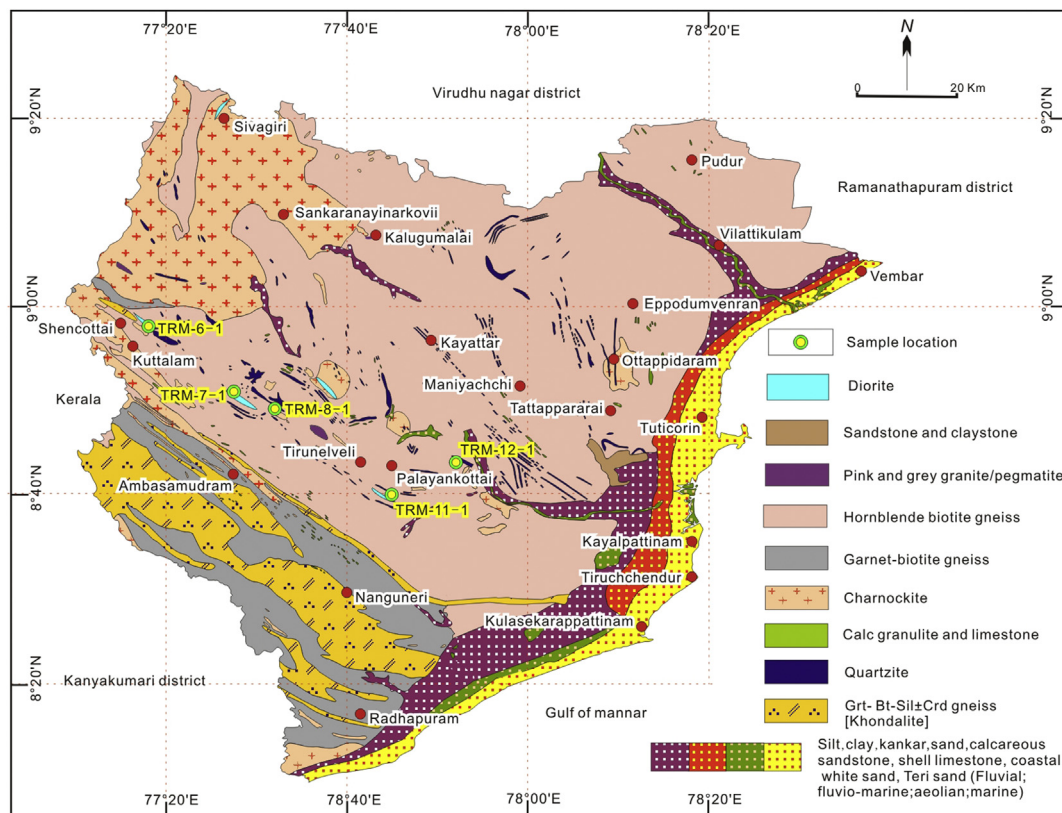 77°20'E
77°40'E
78°00'E
78°20'E
N
20 Km
0
Virudhu nagar district
9°20'N
9°20'N
Sivagiri
Pudur
Ramanathapuram district
Sankaranayinarkovii
Kalugumalai
Vilattikulam
Vembar
9°00'N
Eppodumvenran
9°00'N
Shencottai
TRM-6-1
Kuttalam
Kayattar
Ottappidaram
Sample location
Maniyachchi
Diorite
Kerala
TRM-7-1
TRM-8-1
Tattappararai
Tuticorin
Sandstone and claystone
TRM-12-1
Tirunelveli
Pink and grey granite/pegmatite
Ambasamudram
Palayankottai
8°40'N
8°40'N
TRM-11-1
Hornblende biotite gneiss
Kayalpattinam
Garnet-biotite gneiss
Tiruchchendur
Nanguneri
Charnockite
Kulasekarappattinam
Calc granulite and limestone
Quartzite
Kanyakumari district
8°20'N
8°20'N
Radhapuram
Gulf of mannar
Grt- Bt-Sil±Crd gneiss
[Khondalite]
Silt,clay,kankar,sand,calcareous
sandstone, shell limestone, coastal
white sand, Teri sand (Fluvial;
fluvio-marine;aeolian;marine)
77°20'E
77°40'E
78°00'E
78°20'E